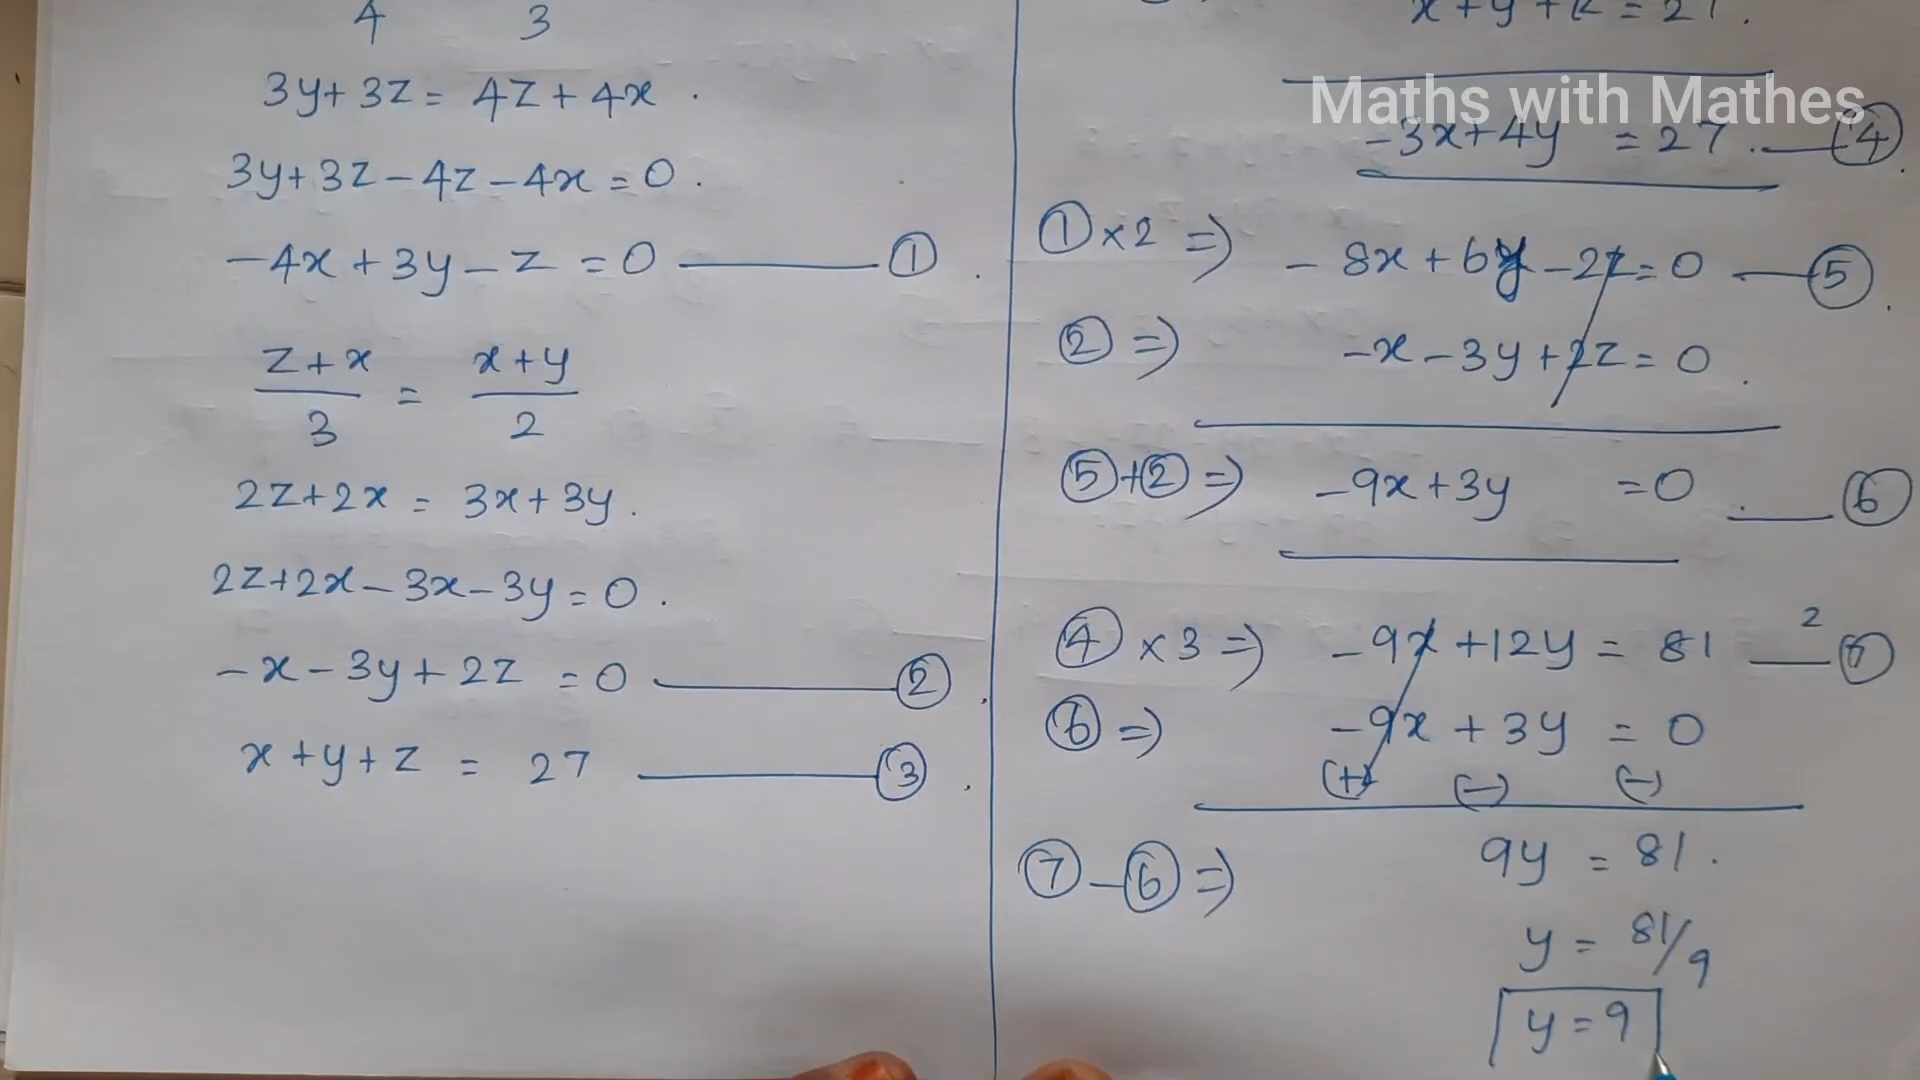 4 3
3y+3z = 4z+4x .
3y+3z-4z-4x=0 .
-4x+3y-z=0 ——— ① .
z+x/3 = x+y/2
2z+2x = 3x+3y .
2z+2x-3x-3y=0 .
-x-3y+2z=0 ——— ② .
x+y+z = 27 ——— ③ .
x+y+z=27 .
Maths with Mathes
-3x+4y = 27 . — ④ .
①×2 ⇒ -8x+6y-2z=0 — ⑤ .
② ⇒ -x-3y+2z=0 .
⑤+② ⇒ -9x+3y =0 . — ⑥
④×3 ⇒ -9x+12y = 81 — ⑦
⑥ ⇒ -9x+3y = 0
(+) (-) (-)
⑦-⑥ ⇒ 9y = 81 .
y = 81/9
y=9